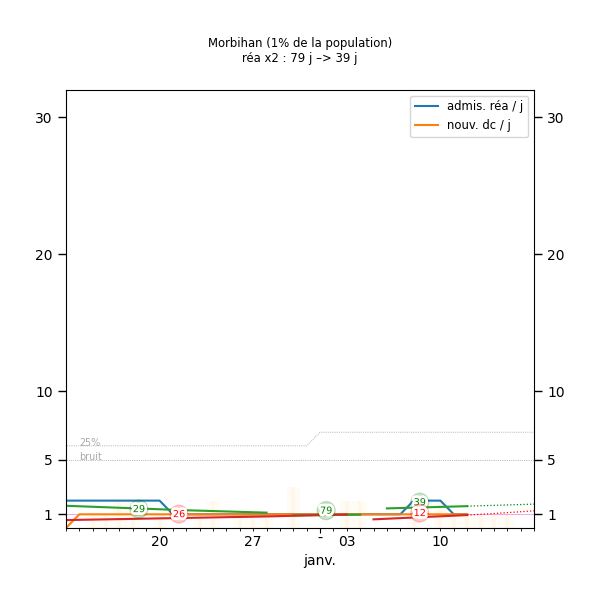 Morbihan (1% de la population)
réa x2 : 79 j –> 39 j
admis. réa / j
nouv. dc / j
30 30
20 20
10 10
25%
bruit
5 5
1 1
29 26 79 39 12
20 27 - 03 10
janv.